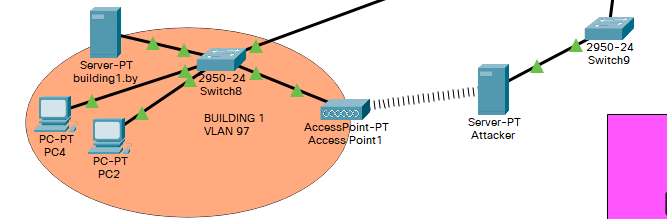 Server-PT
building1.by
2950-24
Switch8
PC-PT
PC4
PC-PT
PC2
BUILDING 1
VLAN 97
AccessPoint-PT
Access Point1
Server-PT
Attacker
2950-24
Switch9